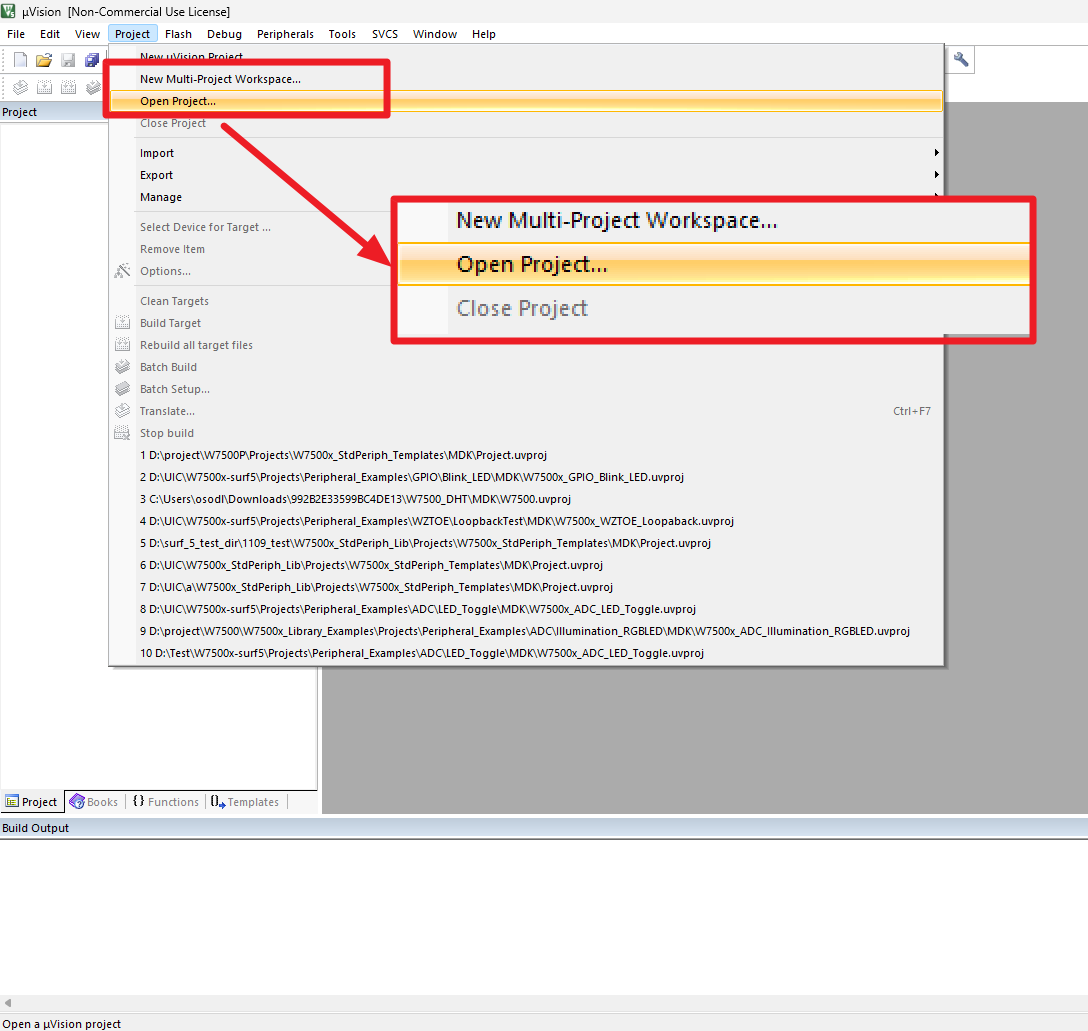 µVision [Non-Commercial Use License]
File Edit View Project Flash Debug Peripherals Tools SVCS Window Help
New µVision Project
New Multi-Project Workspace...
Open Project...
Close Project
Import
Export
Manage
Select Device for Target ...
Remove Item
Options...
Clean Targets
Build Target
Rebuild all target files
Batch Build
Batch Setup...
Translate... Ctrl+F7
Stop build
1 D:\project\W7500P\Projects\W7500x_StdPeriph_Templates\MDK\Project.uvproj
2 D:\UIC\W7500x-surf5\Projects\Peripheral_Examples\GPIO\Blink_LED\MDK\W7500x_GPIO_Blink_LED.uvproj
3 C:\Users\osodl\Downloads\992B2E33599BC4DE13\W7500_DHT\MDK\W7500.uvproj
4 D:\UIC\W7500x-surf5\Projects\Peripheral_Examples\WZTOE\LoopbackTest\MDK\W7500x_WZTOE_Loopaback.uvproj
5 D:\surf_5_test_dir\1109_test\W7500x_StdPeriph_Lib\Projects\W7500x_StdPeriph_Templates\MDK\Project.uvproj
6 D:\UIC\W7500x_StdPeriph_Lib\Projects\W7500x_StdPeriph_Templates\MDK\Project.uvproj
7 D:\UIC\a\W7500x_StdPeriph_Lib\Projects\W7500x_StdPeriph_Templates\MDK\Project.uvproj
8 D:\UIC\W7500x-surf5\Projects\Peripheral_Examples\ADC\LED_Toggle\MDK\W7500x_ADC_LED_Toggle.uvproj
9 D:\project\W7500\W7500x_Library_Examples\Projects\Peripheral_Examples\ADC\Illumination_RGBLED\MDK\W7500x_ADC_Illumination_RGBLED.uvproj
10 D:\Test\W7500x-surf5\Projects\Peripheral_Examples\ADC\LED_Toggle\MDK\W7500x_ADC_LED_Toggle.uvproj
New Multi-Project Workspace...
Open Project...
Close Project
Project
Project Books {} Functions Templates
Build Output
Open a µVision project